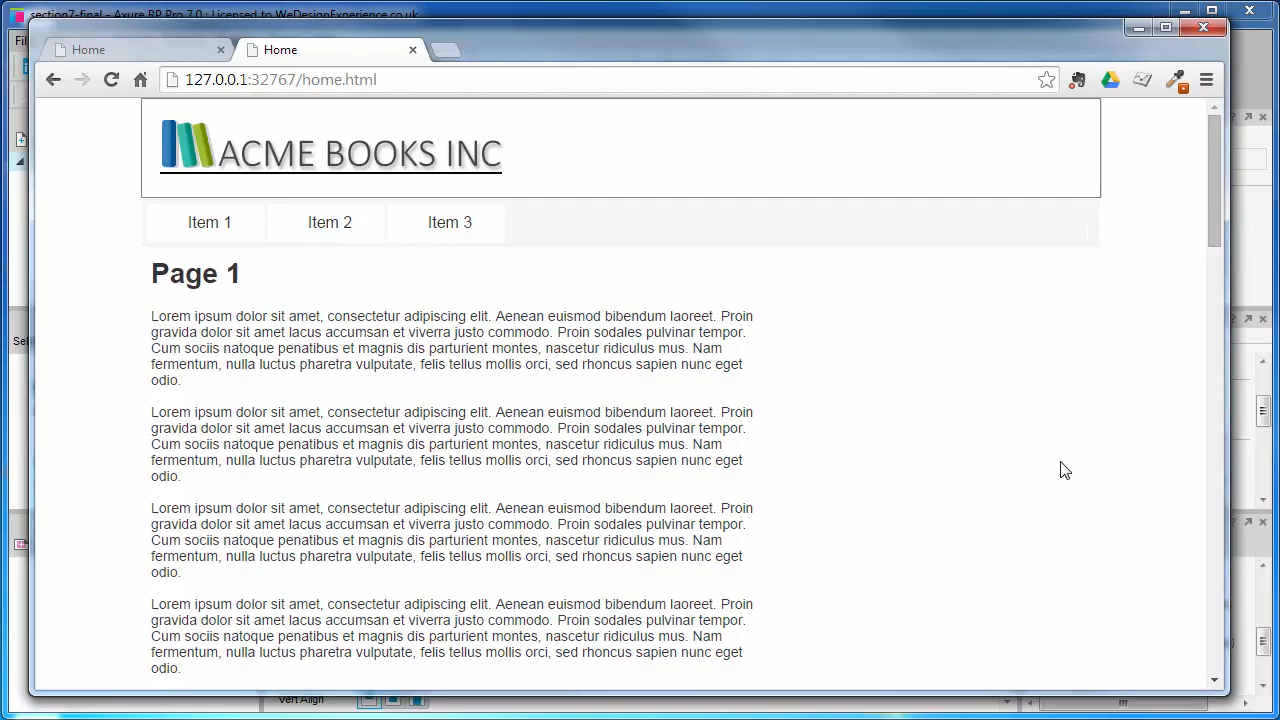 section7-final - Axure RP Pro 7.0 : Licensed to WeDesignExperience.co.uk
Fil
Home
Home
127.0.0.1:32767/home.html
ACME BOOKS INC
Item 1 Item 2 Item 3
Page 1
Lorem ipsum dolor sit amet, consectetur adipiscing elit. Aenean euismod bibendum laoreet. Proin
gravida dolor sit amet lacus accumsan et viverra justo commodo. Proin sodales pulvinar tempor.
Cum sociis natoque penatibus et magnis dis parturient montes, nascetur ridiculus mus. Nam
fermentum, nulla luctus pharetra vulputate, felis tellus mollis orci, sed rhoncus sapien nunc eget
odio.
Lorem ipsum dolor sit amet, consectetur adipiscing elit. Aenean euismod bibendum laoreet. Proin
gravida dolor sit amet lacus accumsan et viverra justo commodo. Proin sodales pulvinar tempor.
Cum sociis natoque penatibus et magnis dis parturient montes, nascetur ridiculus mus. Nam
fermentum, nulla luctus pharetra vulputate, felis tellus mollis orci, sed rhoncus sapien nunc eget
odio.
Lorem ipsum dolor sit amet, consectetur adipiscing elit. Aenean euismod bibendum laoreet. Proin
gravida dolor sit amet lacus accumsan et viverra justo commodo. Proin sodales pulvinar tempor.
Cum sociis natoque penatibus et magnis dis parturient montes, nascetur ridiculus mus. Nam
fermentum, nulla luctus pharetra vulputate, felis tellus mollis orci, sed rhoncus sapien nunc eget
odio.
Lorem ipsum dolor sit amet, consectetur adipiscing elit. Aenean euismod bibendum laoreet. Proin
gravida dolor sit amet lacus accumsan et viverra justo commodo. Proin sodales pulvinar tempor.
Cum sociis natoque penatibus et magnis dis parturient montes, nascetur ridiculus mus. Nam
fermentum, nulla luctus pharetra vulputate, felis tellus mollis orci, sed rhoncus sapien nunc eget
odio.
Sel
Vert Align